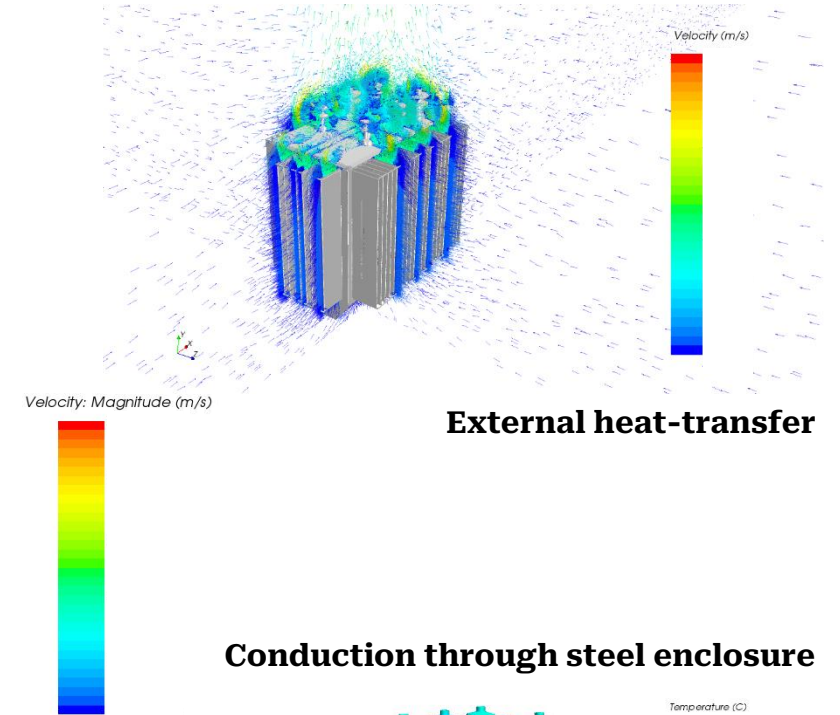 Velocity (m/s)
Y
X
Z
Velocity: Magnitude (m/s)
External heat-transfer
Conduction through steel enclosure
Temperature (C)